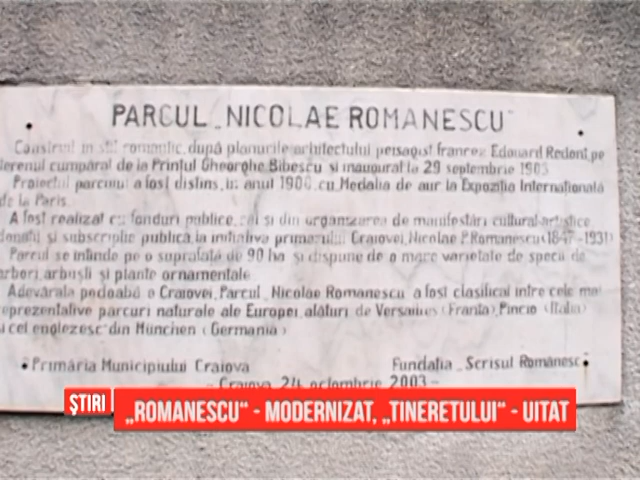 PARCUL „NICOLAE ROMANESCU"
Construit in stil romantic, după planurile arhitectului peisagist francez Edouard Redont, pe
terenul cumpărat de la Prințul Gheorghe Bibescu și inaugurat la 29 septembrie 1903
Proiectul parcului a fost distins, în anul 1900, cu Medalia de aur la Expoziția Internațională
de la Paris.
A fost realizat cu fonduri publice, și din organizarea de manifestări cultural-artistice
donații și subscripție publică, la inițiativa primarului Craiovei, Nicolae P. Romanescu (1847-1931)
Parcul se întinde pe o suprafață de 90 ha și dispune de o mare varietate de specii de
arbori arbuști și plante ornamentale
Adevărată podoabă a Craiovei, Parcul „Nicolae Romanescu a fost clasificat între cele mai
reprezentative parcuri naturale ale Europei, alături de Versailles (Franța), Pincio (Italia)
și cel englezesc din München (Germania)
Primăria Municipiului Craiova
Fundația „Scrisul Românesc
- Craiova 24 octombrie 2003 -
ȘTIRI
„ROMANESCU“ - MODERNIZAT, „TINERETULUI“ - UITAT